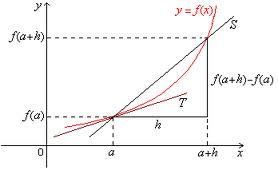 y
y = f(x)
S
f(a+h)
f(a+h)–f(a)
T
f(a)
h
0
a
a+h
x